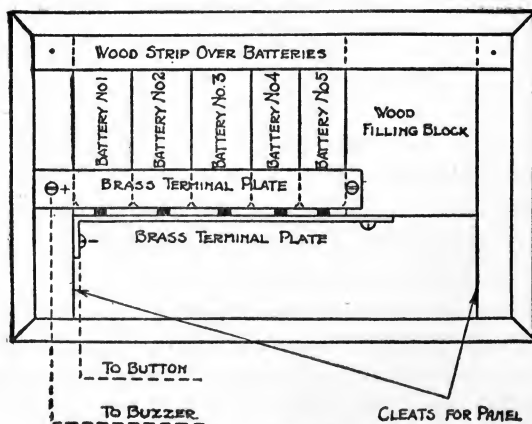 WOOD STRIP OVER BATTERIES
BATTERY NO1
BATTERY NO2
BATTERY NO.3
BATTERY NO4
BATTERY NO5
WOOD
FILLING BLOCK
+ BRASS TERMINAL PLATE
BRASS TERMINAL PLATE
-
TO BUTTON
TO BUZZER
CLEATS FOR PANEL